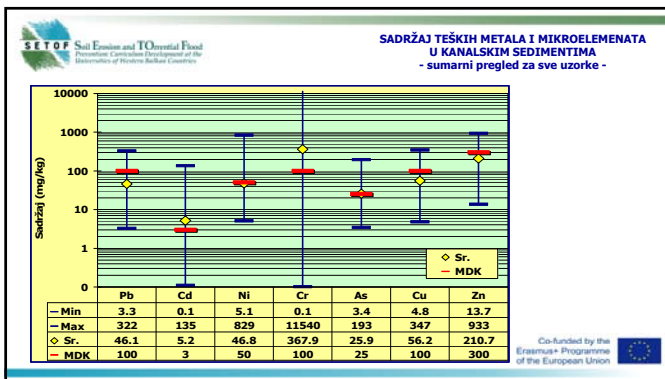 SETOF Soil Erosion and TOrrential Flood
Prevention: Curriculum Development at the
Universities of Western Balkan Countries
SADRŽAJ TEŠKIH METALA I MIKROELEMENATA
U KANALSKIM SEDIMENTIMA
- sumarni pregled za sve uzorke -
Sadržaj (mg/kg)
10000
1000
100
10
1
0
Sr.
MDK
Pb Cd Ni Cr As Cu Zn
Min 3.3 0.1 5.1 0.1 3.4 4.8 13.7
Max 322 135 829 11540 193 347 933
Sr. 46.1 5.2 46.8 367.9 25.9 56.2 210.7
MDK 100 3 50 100 25 100 300
Co-funded by the
Erasmus+ Programme
of the European Union